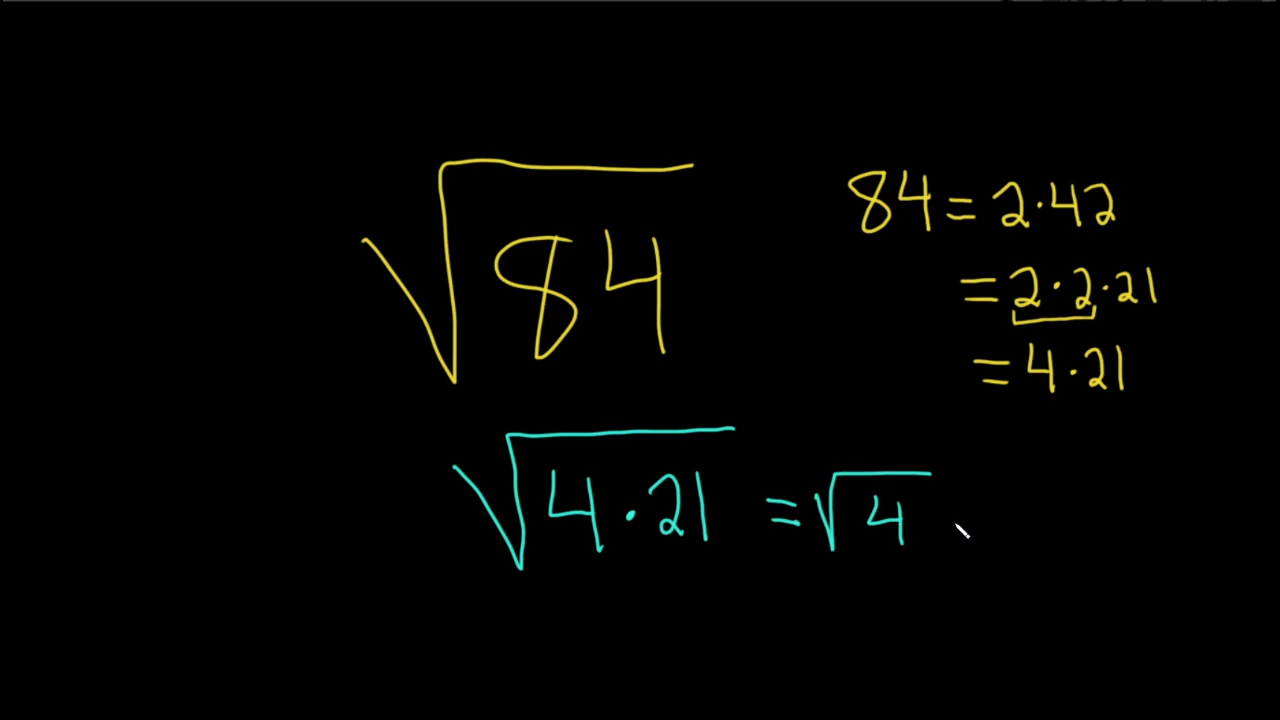 √84
84 = 2·42
= 2·2·21
= 4·21
√4·21 = √4